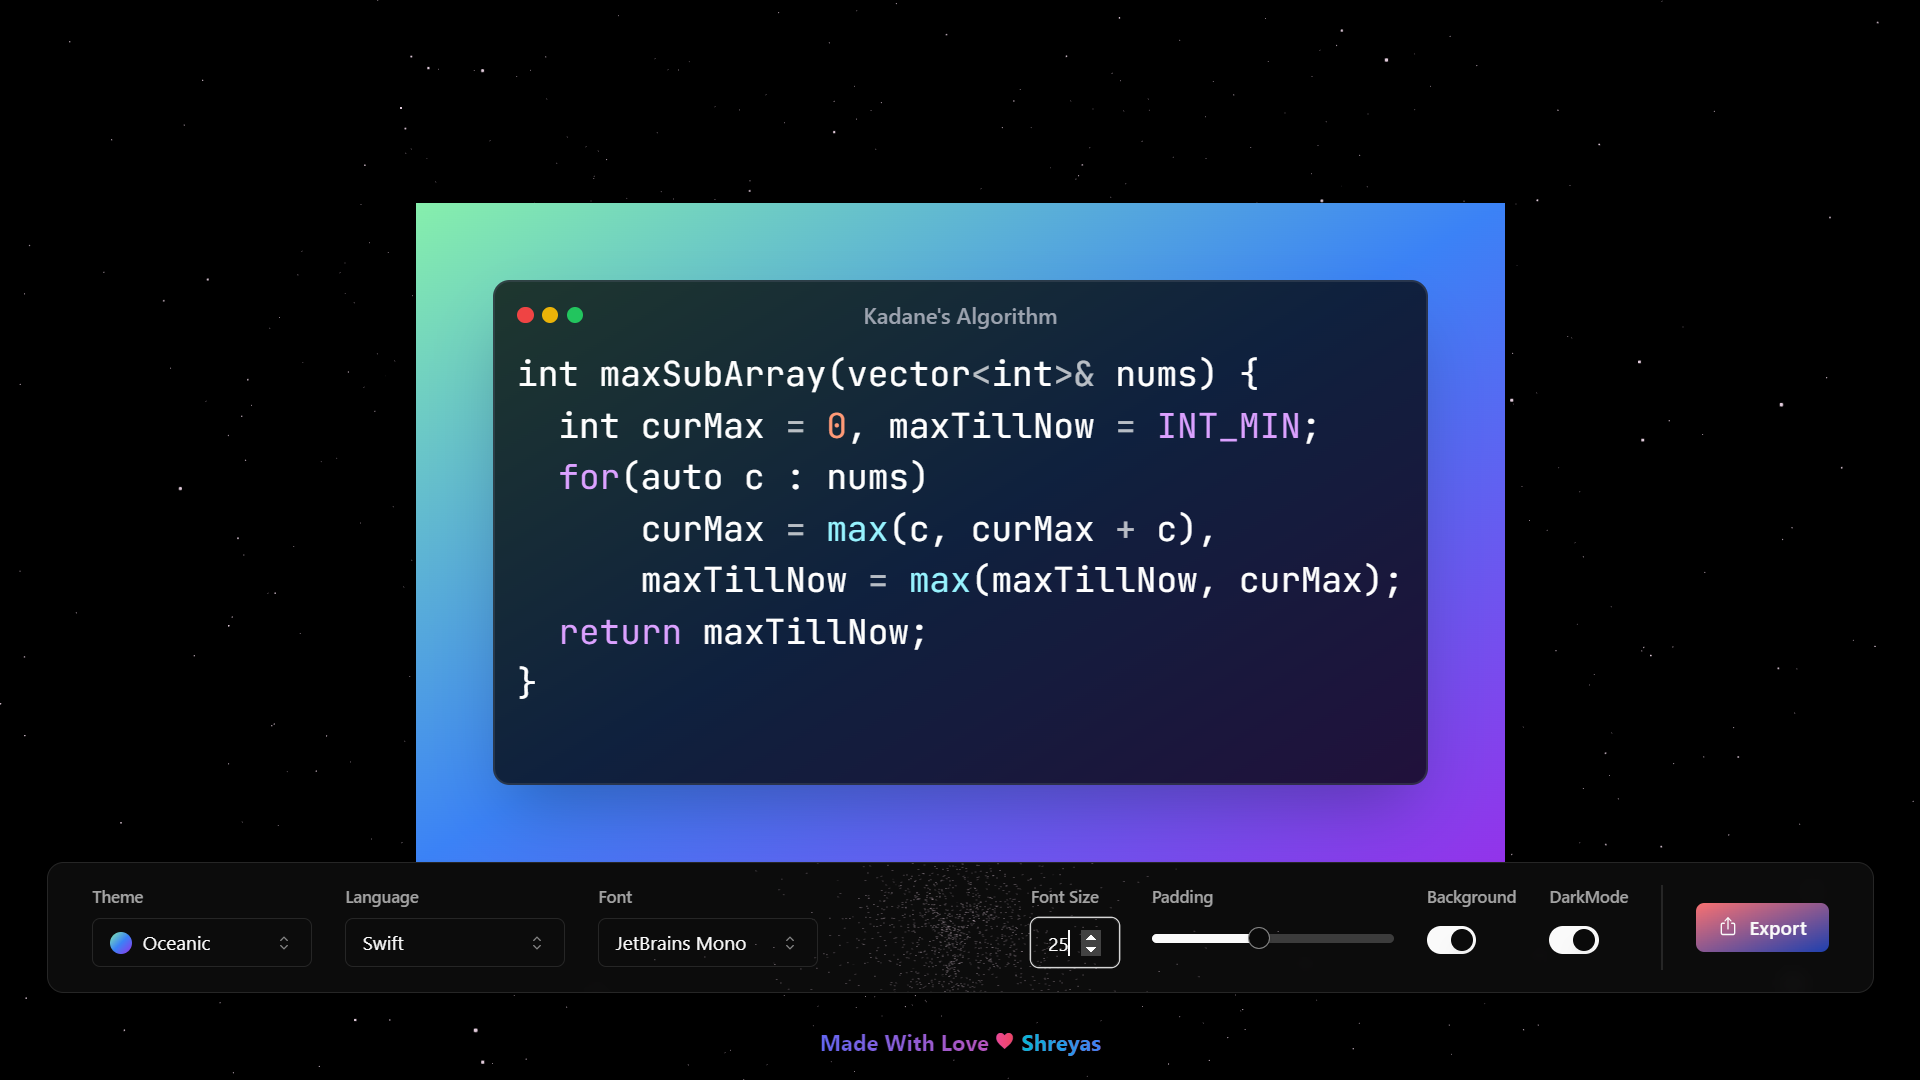 Kadane's Algorithm
int maxSubArray(vector<int>& nums) {
  int curMax = 0, maxTillNow = INT_MIN;
  for(auto c : nums)
      curMax = max(c, curMax + c),
      maxTillNow = max(maxTillNow, curMax);
  return maxTillNow;
}
Theme Language Font Font Size Padding Background DarkMode
Oceanic Swift JetBrains Mono 25 Export
Made With Love ❤ Shreyas